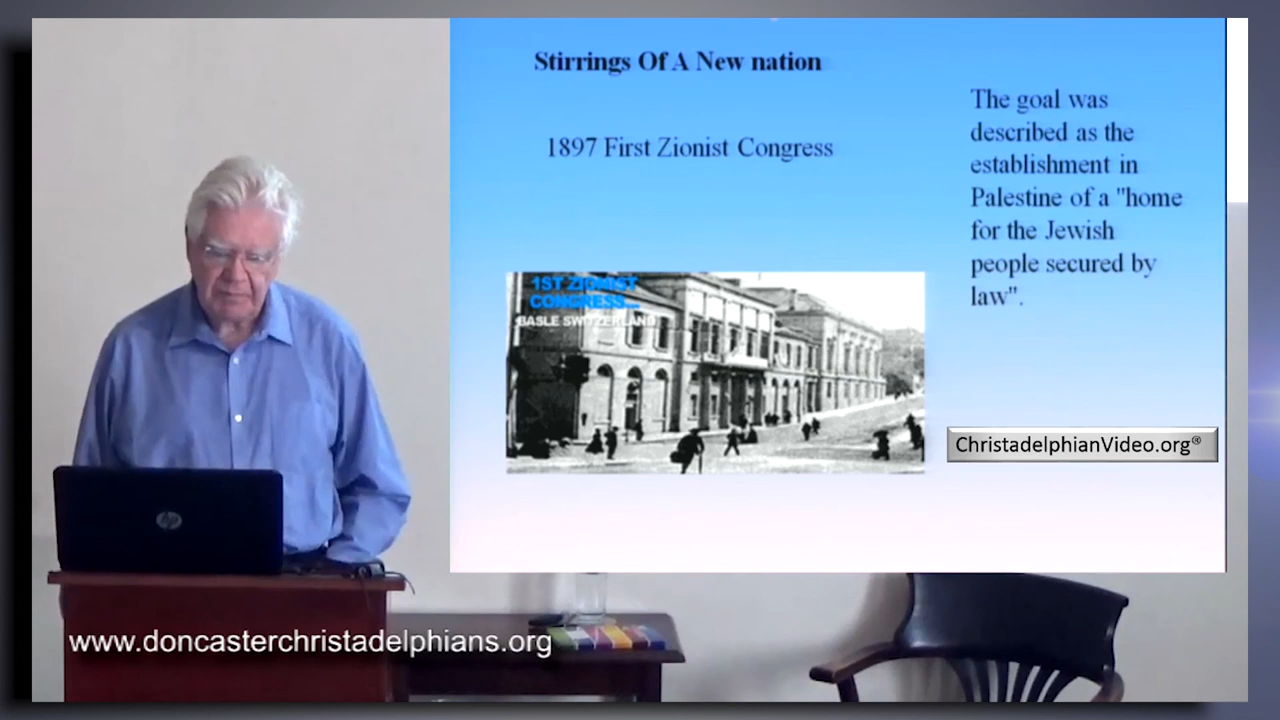 Stirrings Of A New nation
1897 First Zionist Congress
The goal was
described as the
establishment in
Palestine of a "home
for the Jewish
people secured by
law".
1ST ZIONIST
CONGRESS...
BASLE SWITZERLAND
ChristadelphianVideo.org®
hp
www.doncasterchristadelphians.org